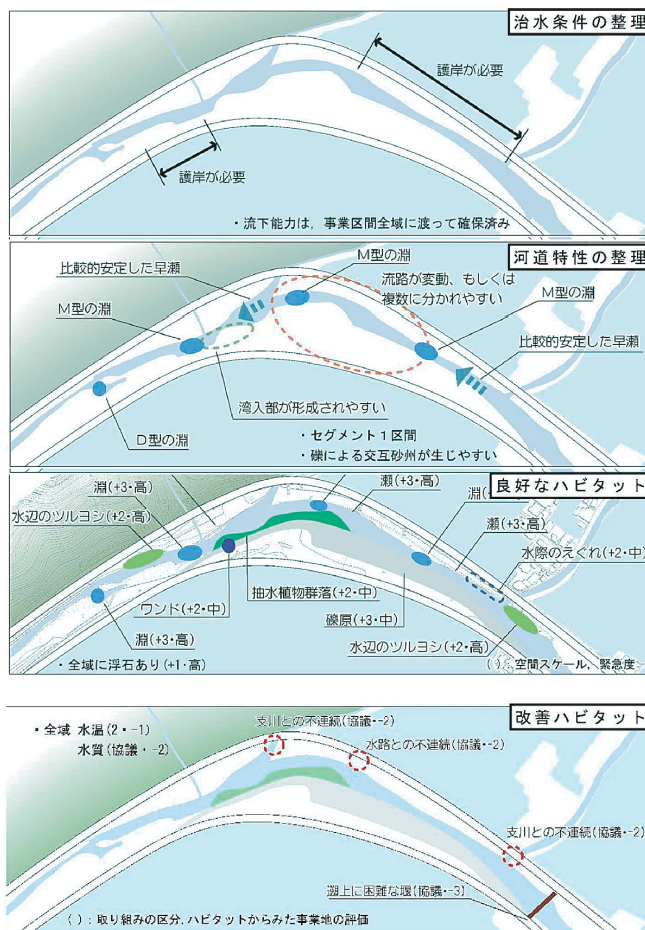 治水条件の整理
護岸が必要
護岸が必要
・流下能力は，事業区間全域に渡って確保済み
河道特性の整理
M型の淵
比較的安定した早瀬
流路が変動、もしくは
複数に分かれやすい
M型の淵
M型の淵
比較的安定した早瀬
湾入部が形成されやすい
D型の淵
・セグメント１区間
・礫による交互砂州が生じやすい
良好なハビタット
淵(+3・高)
瀬(+3・高)
淵(+3
水辺のツルヨシ(+2・高)
瀬(+3・高)
水際のえぐれ(+2・中)
抽水植物群落(+2・中)
ワンド(+2・中)
礫原(+3・中)
淵(+3・高)
水辺のツルヨシ(+2・高)
・全域に浮石あり(+1・高)
( )：空間スケール，緊急度
改善ハビタット
・全域 水温(2・-1)
水質(協議・-2)
支川との不連続(協議・-2)
水路との不連続(協議・-2)
支川との不連続(協議・-2)
遡上に困難な堰(協議・-3)
( )：取り組みの区分，ハビタットからみた事業地の評価